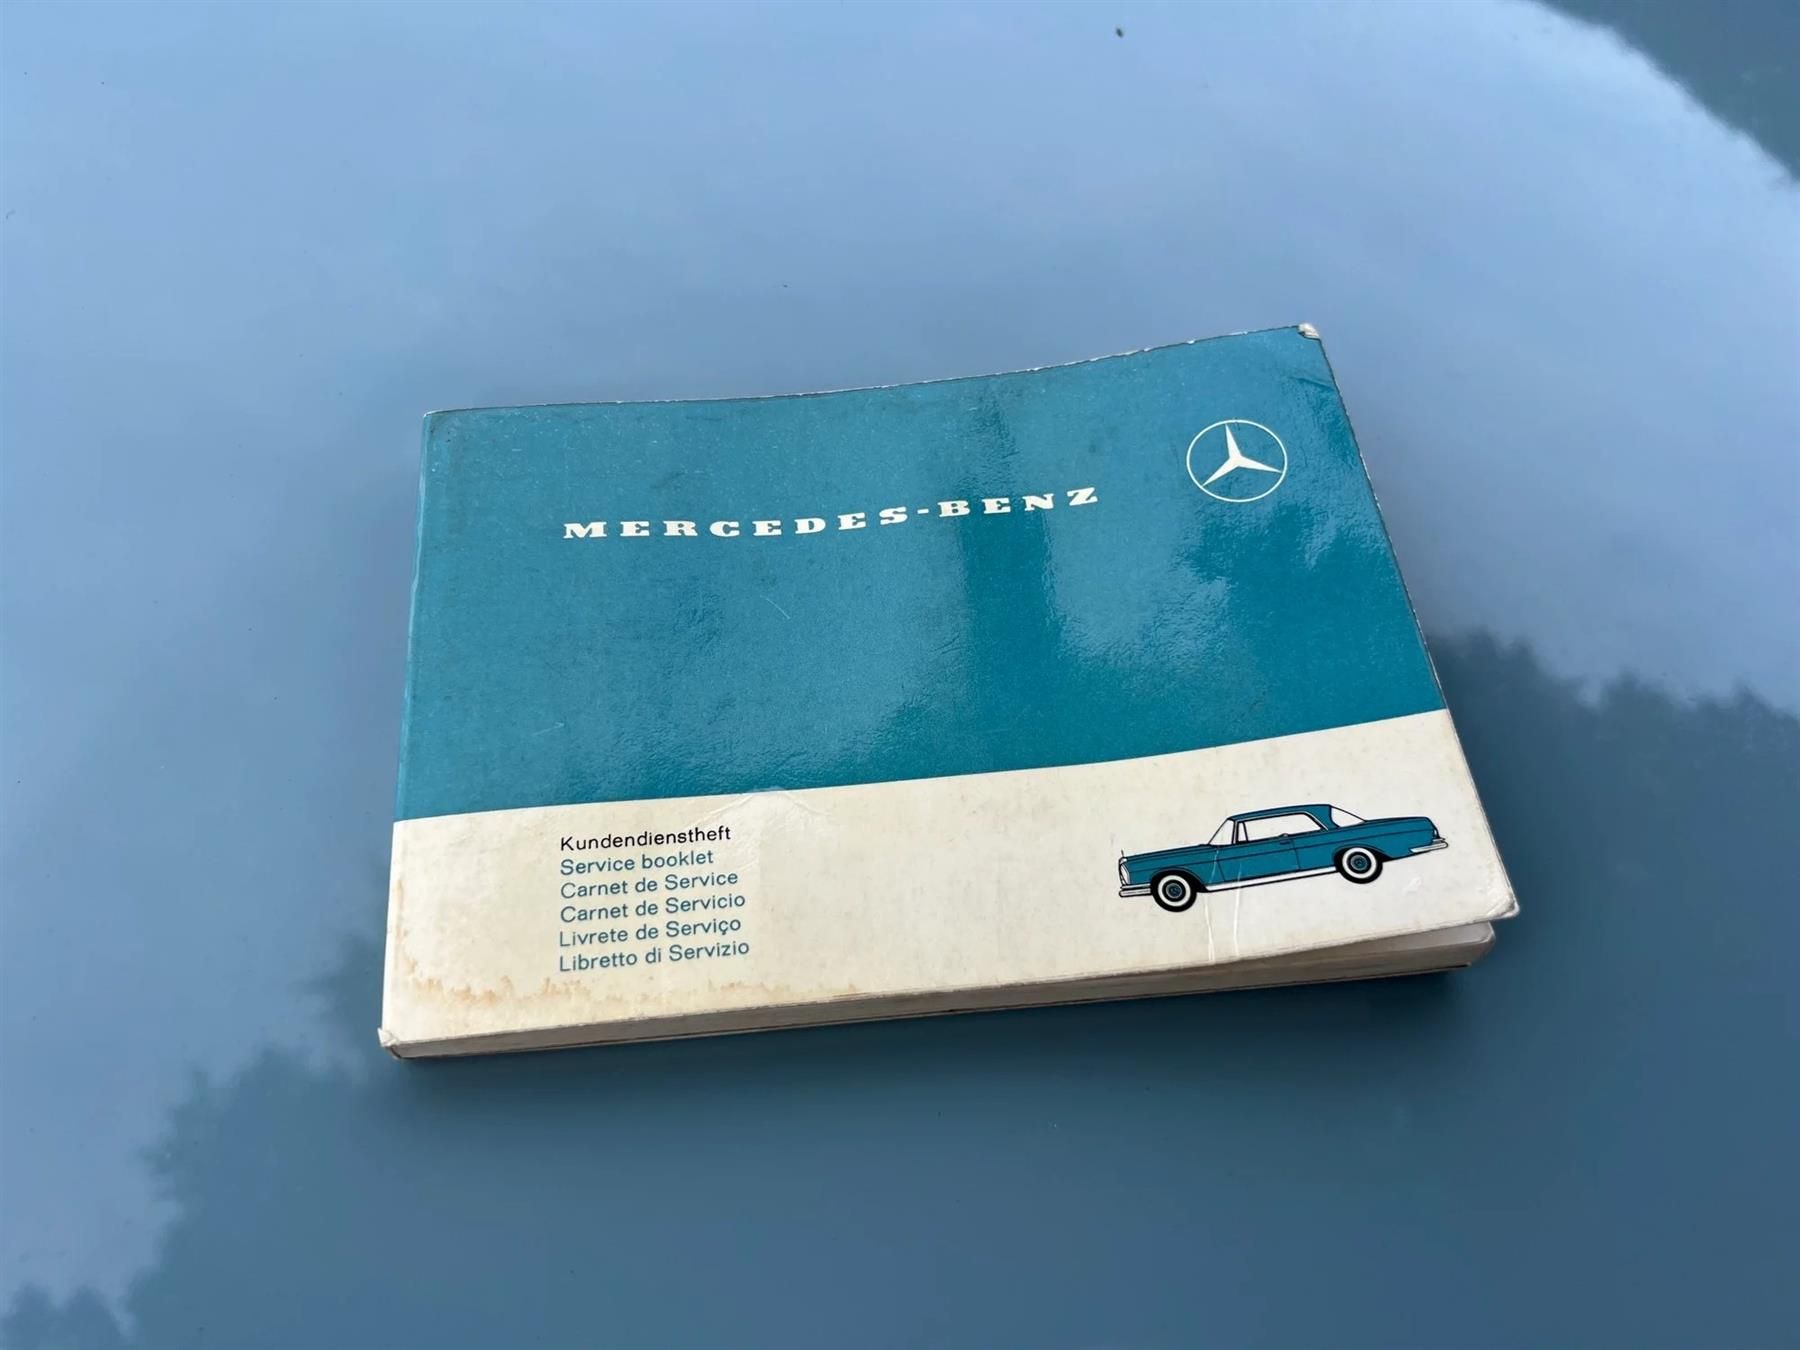 MERCEDES-BENZ
Kundendienstheft
Service booklet
Carnet de Service
Carnet de Servicio
Livrete de Serviço
Libretto di Servizio